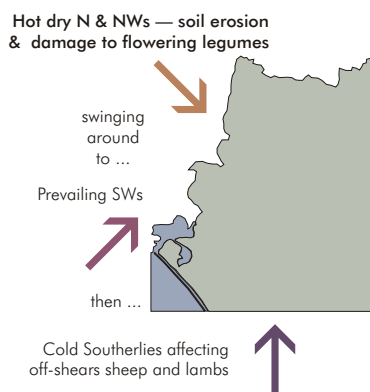 Hot dry N & NWs — soil erosion
& damage to flowering legumes
swinging
around
to ...
Prevailing SWs
then ...
Cold Southerlies affecting
off-shears sheep and lambs